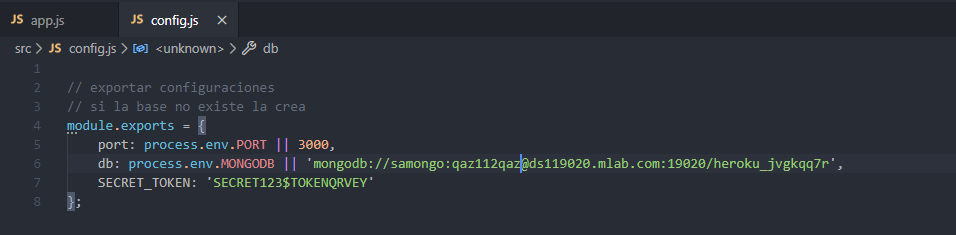 JS app.js JS config.js ×
src > JS config.js > <unknown> > db
1
2 // exportar configuraciones
3 // si la base no existe la crea
4 module.exports = {
5 port: process.env.PORT || 3000,
6 db: process.env.MONGODB || 'mongodb://samongo:qaz112qaz@ds119020.mlab.com:19020/heroku_jvgkqq7r',
7 SECRET_TOKEN: 'SECRET123$TOKENQRVEY'
8 };